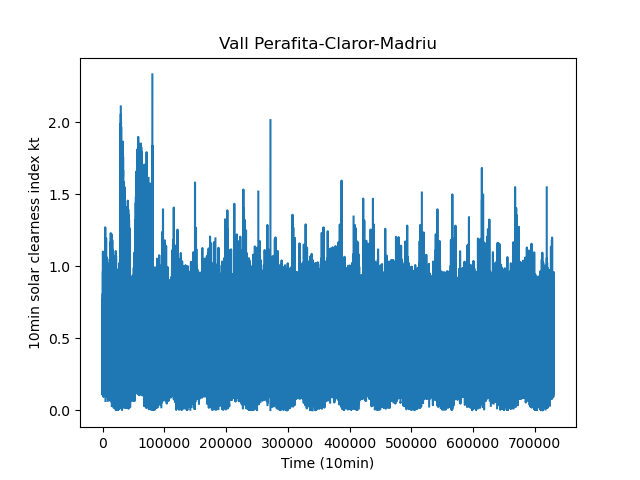 Vall Perafita-Claror-Madriu
10min solar clearness index kt
2.0
1.5
1.0
0.5
0.0
0 100000 200000 300000 400000 500000 600000 700000
Time (10min)